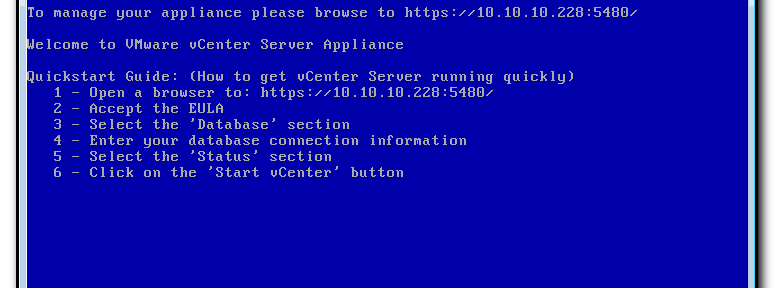 To manage your appliance please browse to https://10.10.10.228:5480/
Welcome to VMware vCenter Server Appliance
Quickstart Guide: (How to get vCenter Server running quickly)
1 - Open a browser to: https://10.10.10.228:5480/
2 - Accept the EULA
3 - Select the 'Database' section
4 - Enter your database connection information
5 - Select the 'Status' section
6 - Click on the 'Start vCenter' button